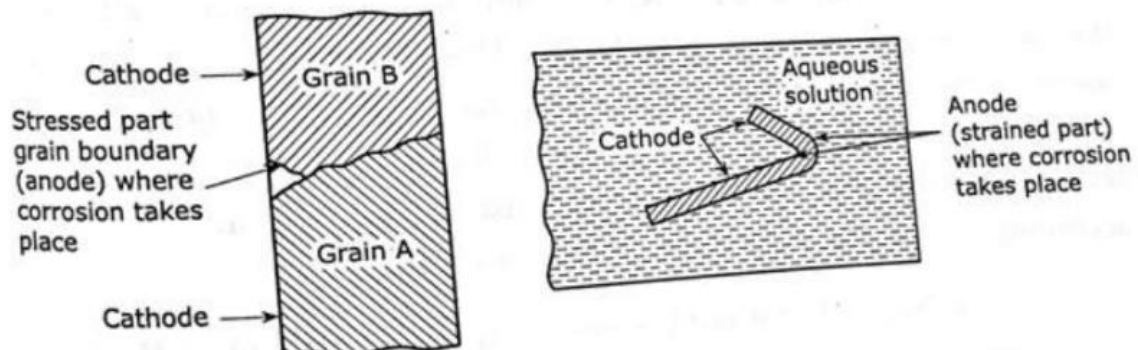 Cathode
Grain B
Stressed part
grain boundary
(anode) where
corrosion takes
place
Grain A
Cathode
Aqueous
solution
Cathode
Anode
(strained part)
where corrosion
takes place